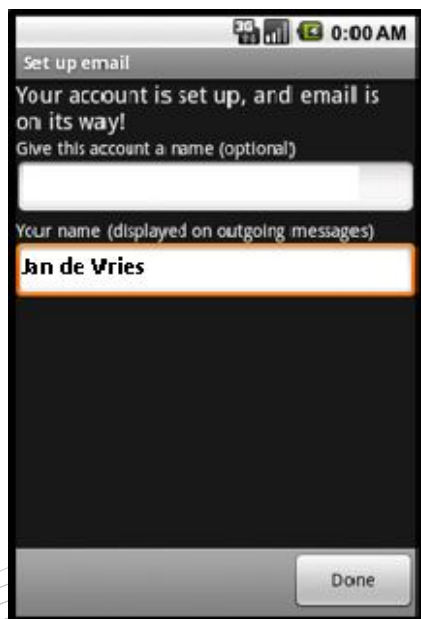 3G
0:00 AM
Set up email
Your account is set up, and email is
on its way!
Give this account a name (optional)
Your name (displayed on outgoing messages)
Jan de Vries
Done